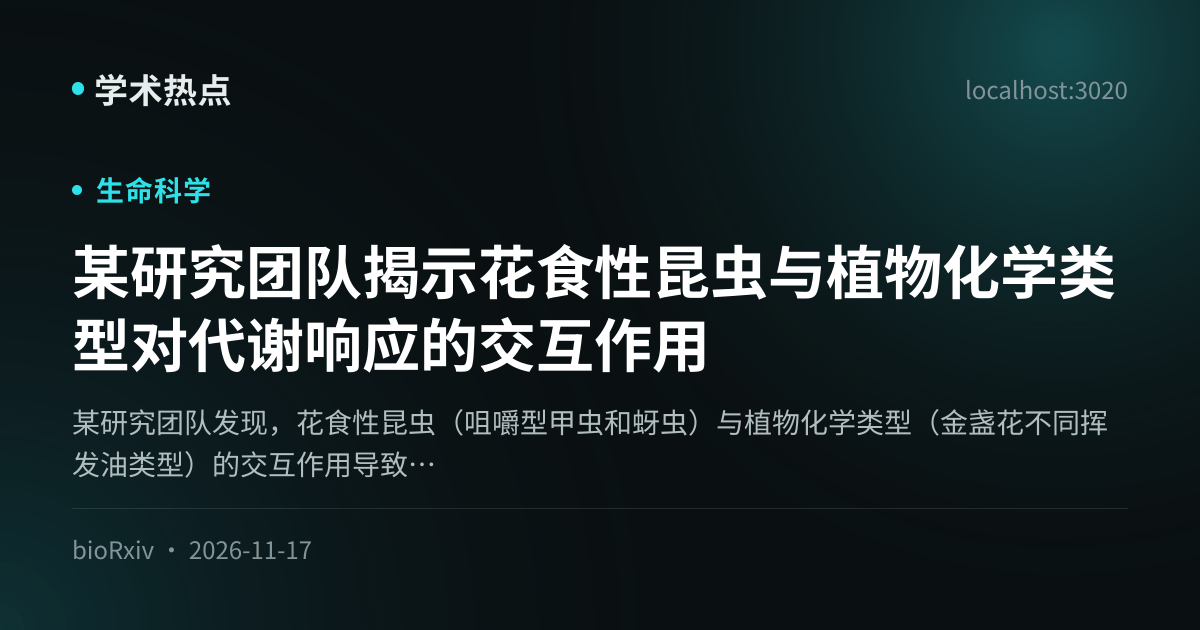 学术热点
localhost:3020
生命科学
某研究团队揭示花食性昆虫与植物化学类
型对代谢响应的交互作用
某研究团队发现，花食性昆虫（咀嚼型甲虫和蚜虫）与植物化学类型（金盏花不同挥
发油类型）的交互作用导致…
bioRxiv · 2026-11-17